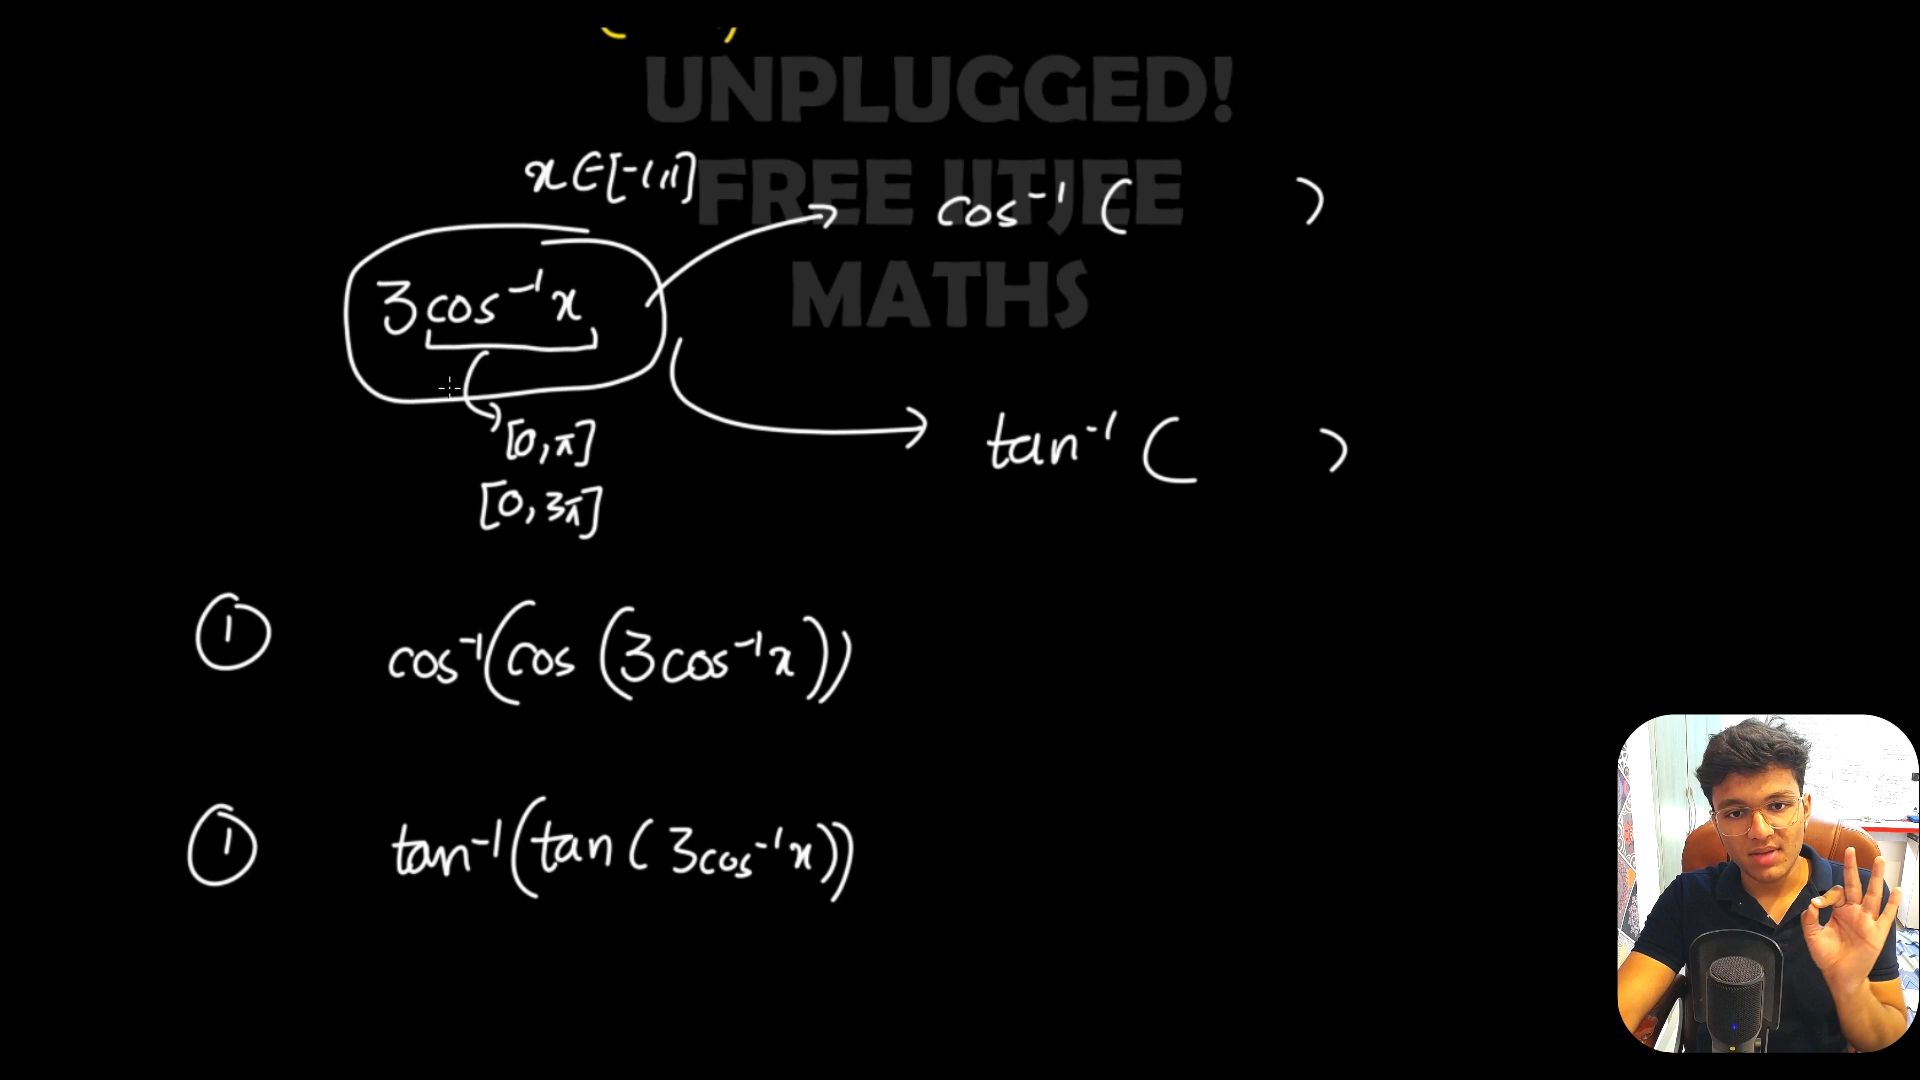 UNPLUGGED!
FREE IITJEE
MATHS
x ∈ [-1,1]
cos⁻¹ (        )
3cos⁻¹x
[0, π]
[0, 3π]
tan⁻¹ (        )
① cos⁻¹(cos (3cos⁻¹x))
① tan⁻¹(tan ( 3cos⁻¹x))